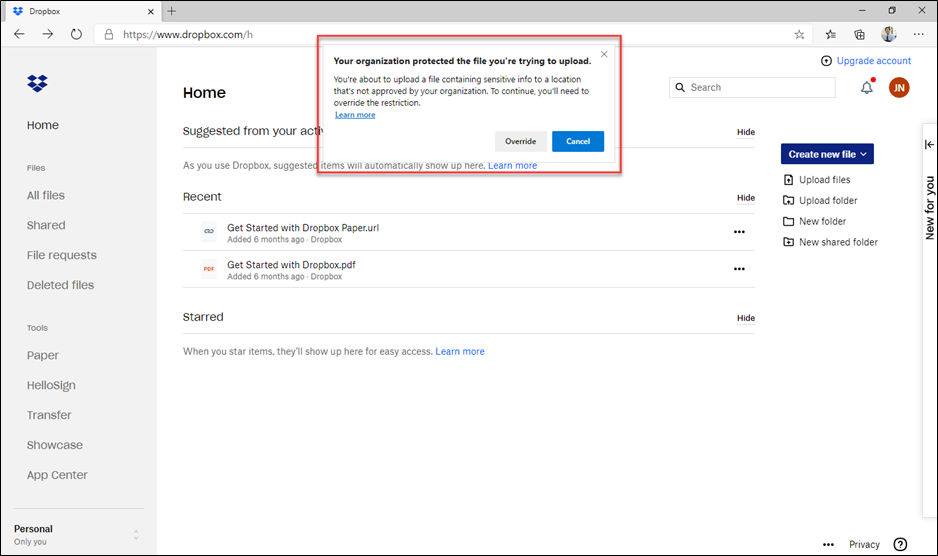 Dropbox
https://www.dropbox.com/h
Your organization protected the file you're trying to upload.
You're about to upload a file containing sensitive info to a location
that's not approved by your organization. To continue, you'll need to
override the restriction.
Learn more
Override
Cancel
Upgrade account
Home
Search
JN
Home
Files
All files
Shared
File requests
Deleted files
Tools
Paper
HelloSign
Transfer
Showcase
App Center
Personal
Only you
Suggested from your activ
Hide
As you use Dropbox, suggested items will automatically show up here. Learn more
Recent
Hide
Get Started with Dropbox Paper.url
Added 6 months ago · Dropbox
PDF
Get Started with Dropbox.pdf
Added 6 months ago · Dropbox
Starred
Hide
When you star items, they'll show up here for easy access. Learn more
Create new file
Upload files
Upload folder
New folder
New shared folder
New for you
Privacy
?